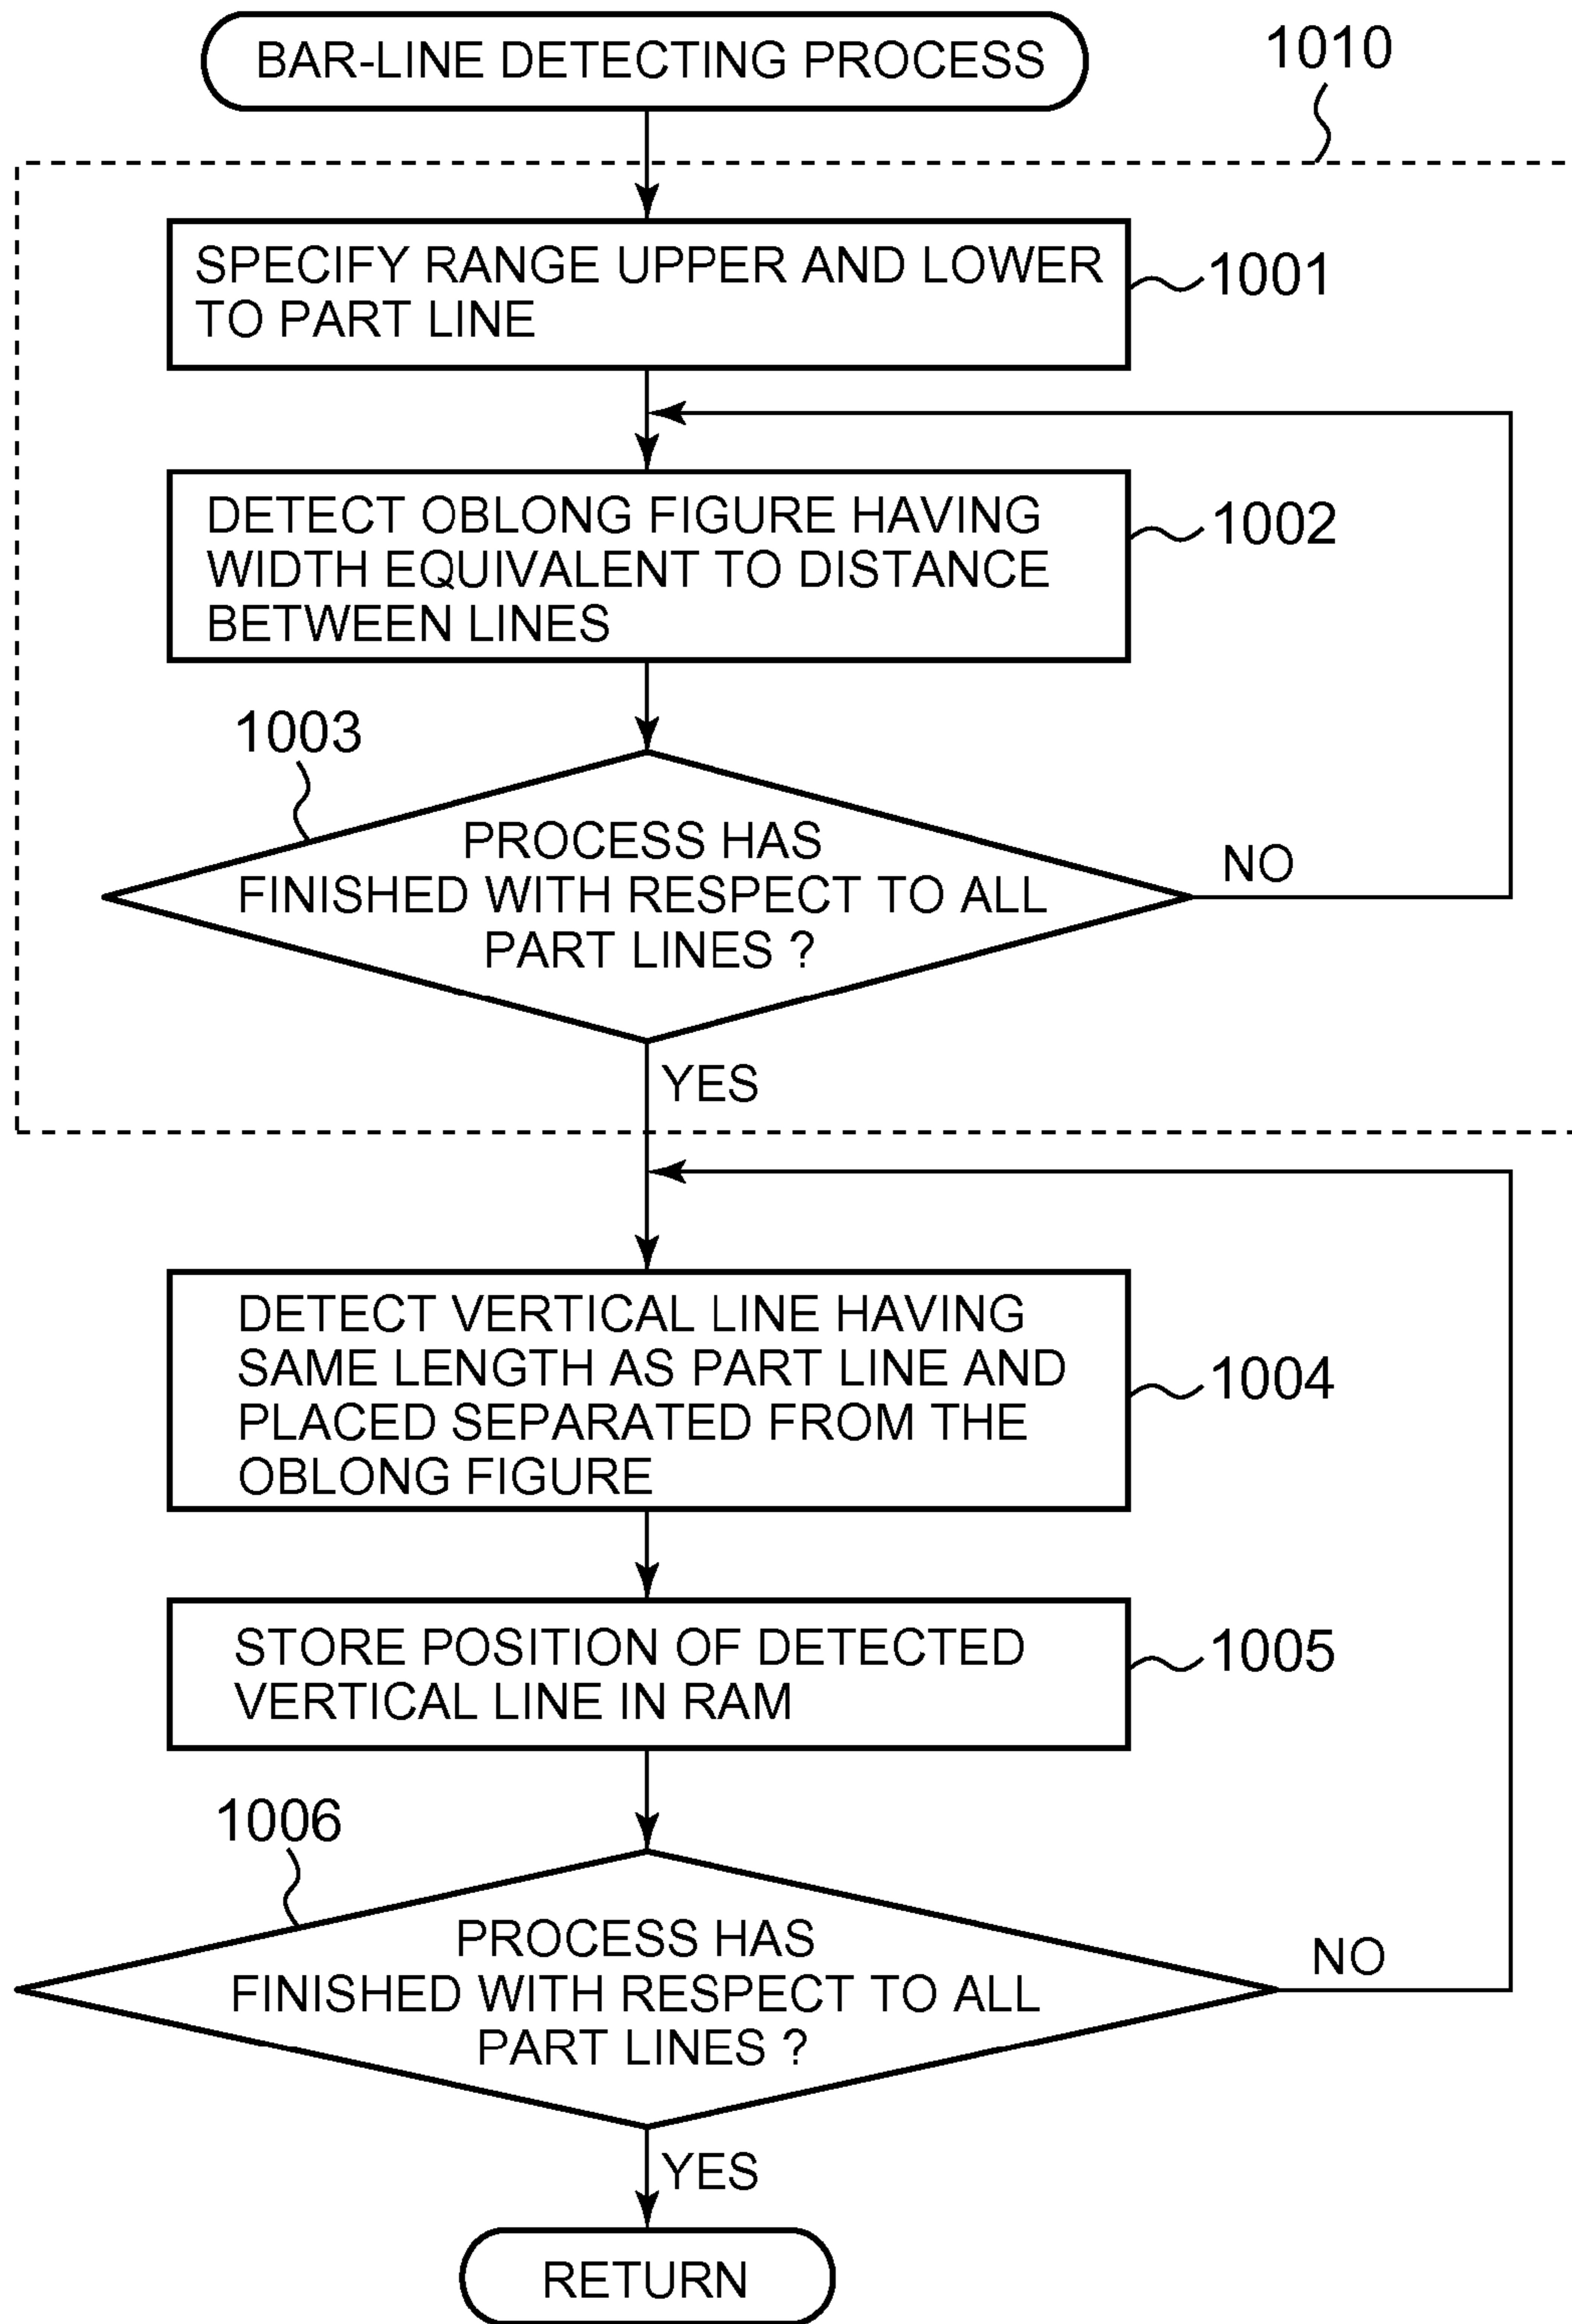 BAR-LINE DETECTING PROCESS
1010
SPECIFY RANGE UPPER AND LOWER
TO PART LINE
1001
DETECT OBLONG FIGURE HAVING
WIDTH EQUIVALENT TO DISTANCE
BETWEEN LINES
1002
1003
PROCESS HAS
FINISHED WITH RESPECT TO ALL
PART LINES ?
NO
YES
DETECT VERTICAL LINE HAVING
SAME LENGTH AS PART LINE AND
PLACED SEPARATED FROM THE
OBLONG FIGURE
1004
STORE POSITION OF DETECTED
VERTICAL LINE IN RAM
1005
1006
PROCESS HAS
FINISHED WITH RESPECT TO ALL
PART LINES ?
NO
YES
RETURN